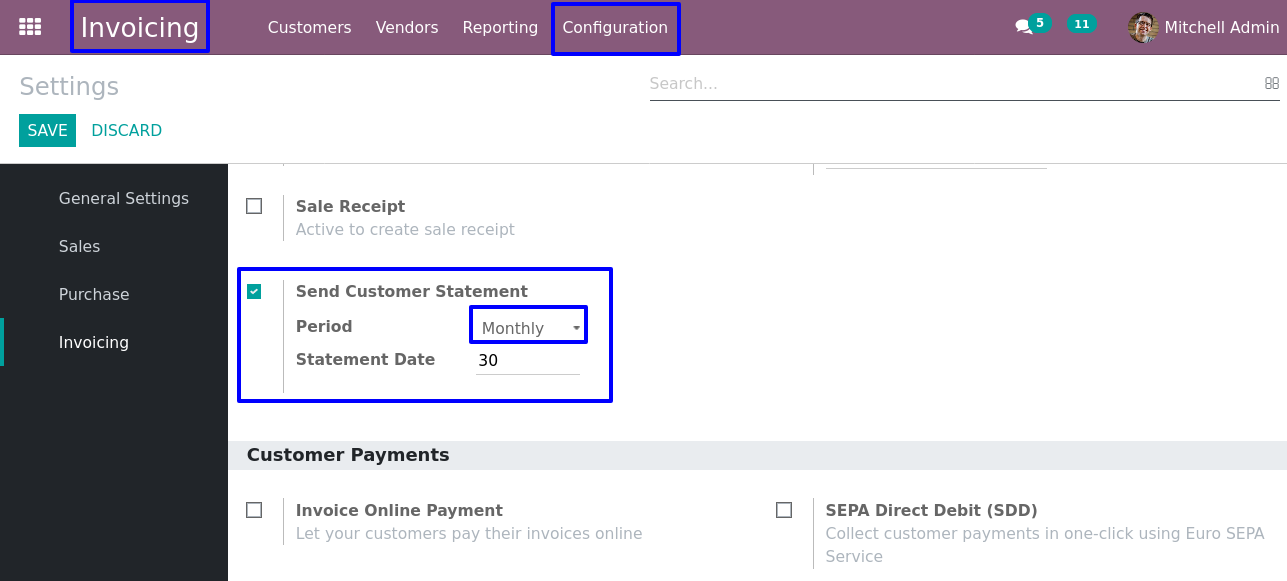 Invoicing Customers Vendors Reporting Configuration 5 11 Mitchell Admin
Settings Search...
SAVE DISCARD
General Settings
Sales
Purchase
Invoicing
Sale Receipt
Active to create sale receipt
Send Customer Statement
Period Monthly
Statement Date 30
Customer Payments
Invoice Online Payment
Let your customers pay their invoices online
SEPA Direct Debit (SDD)
Collect customer payments in one-click using Euro SEPA
Service